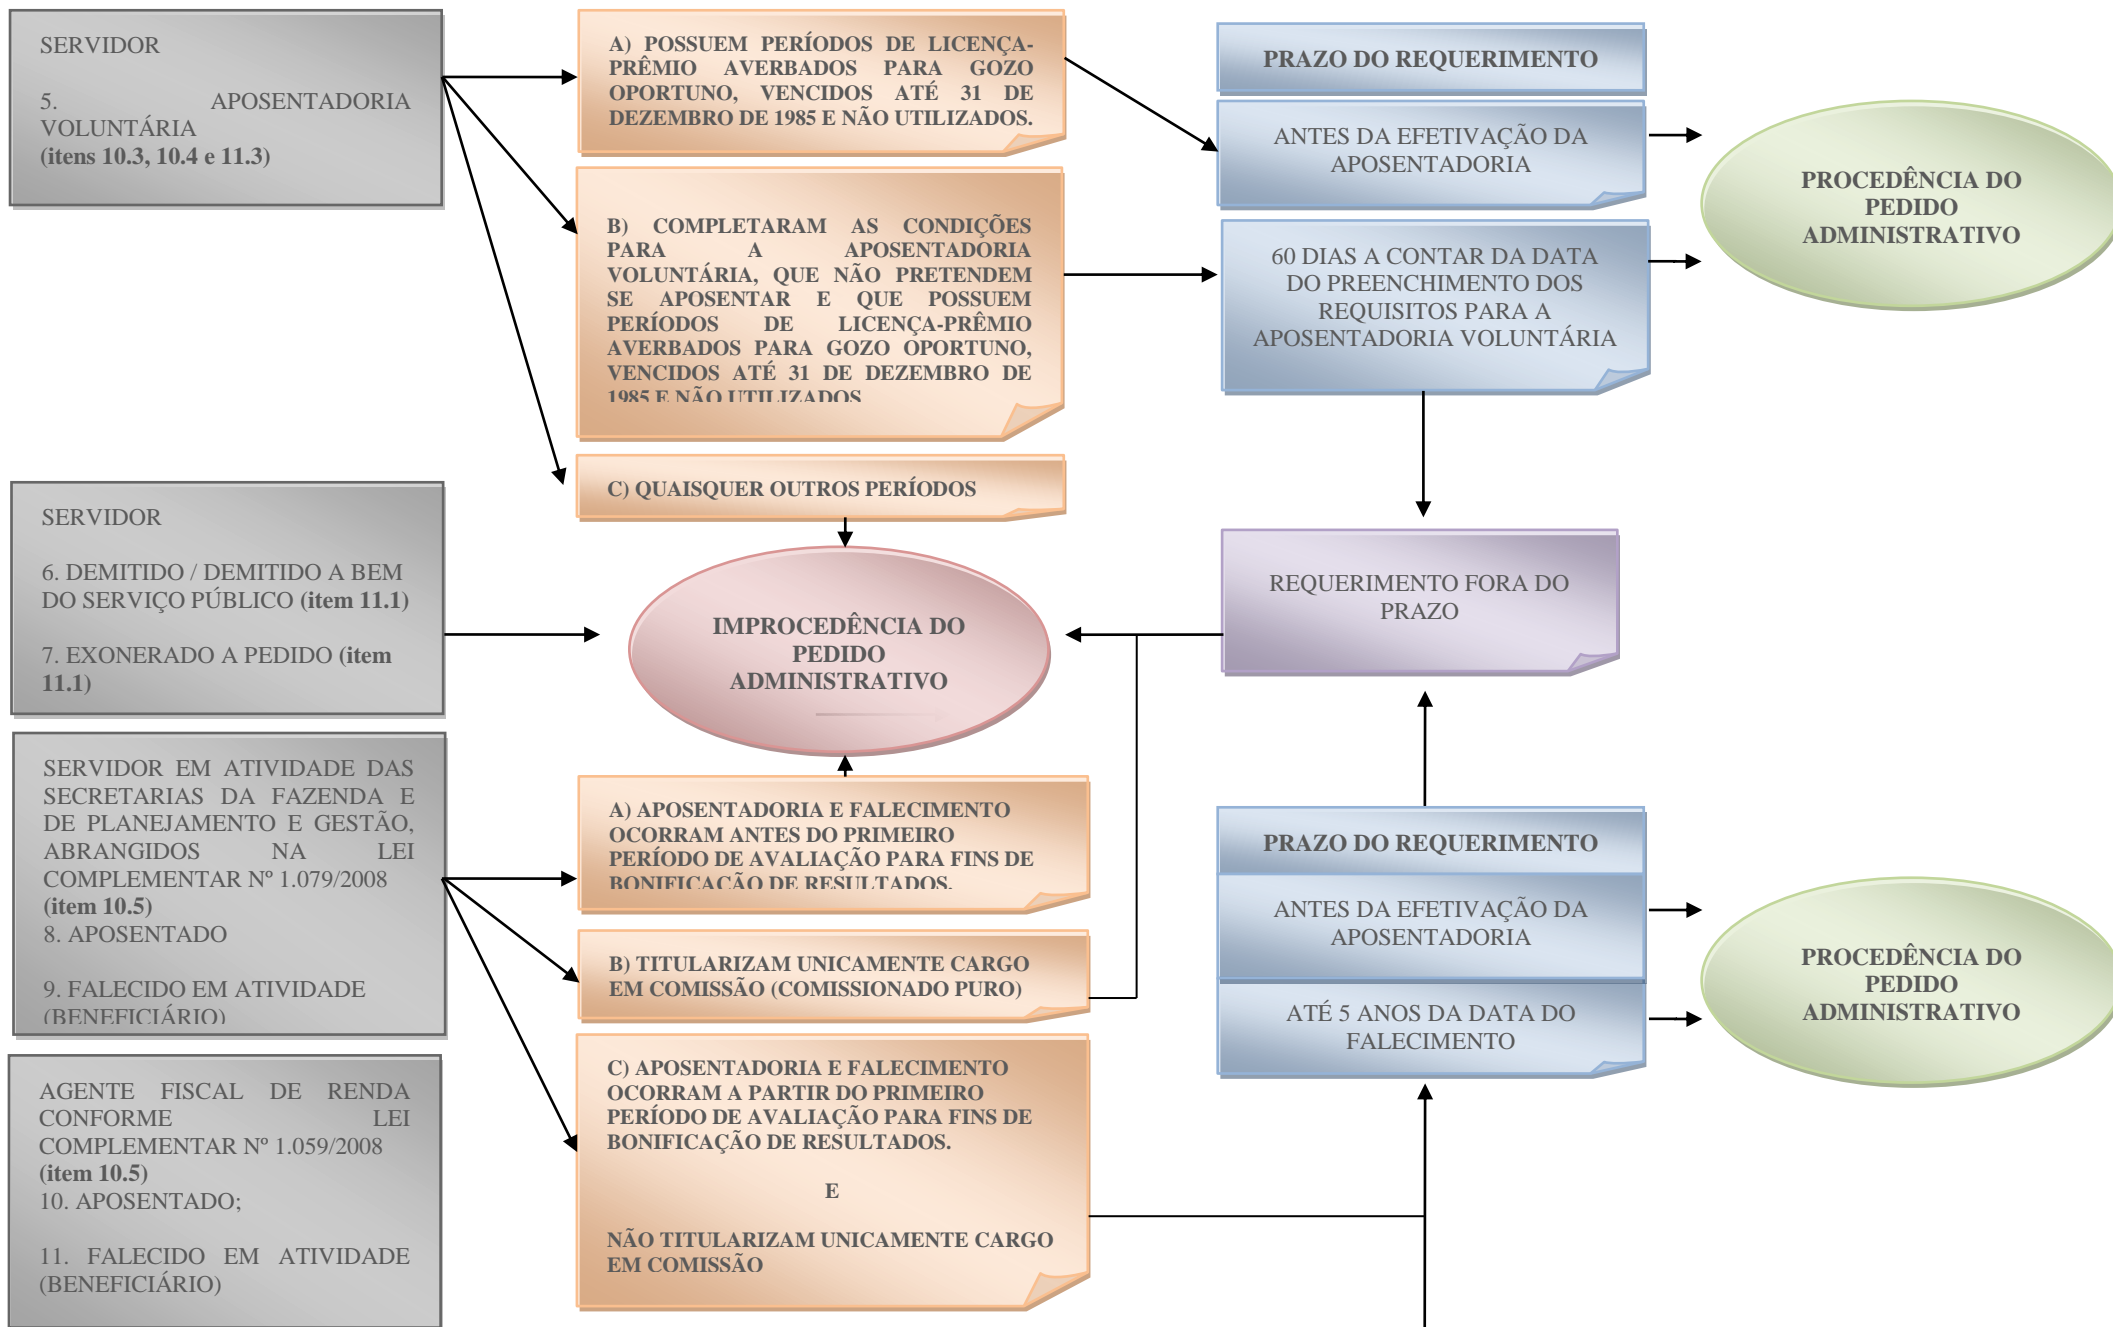 SERVIDOR
5. APOSENTADORIA
VOLUNTÁRIA
(itens 10.3, 10.4 e 11.3)
A) POSSUEM PERÍODOS DE LICENÇA-
PRÊMIO AVERBADOS PARA GOZO
OPORTUNO, VENCIDOS ATÉ 31 DE
DEZEMBRO DE 1985 E NÃO UTILIZADOS.
B) COMPLETARAM AS CONDIÇÕES
PARA A APOSENTADORIA
VOLUNTÁRIA, QUE NÃO PRETENDEM
SE APOSENTAR E QUE POSSUEM
PERÍODOS DE LICENÇA-PRÊMIO
AVERBADOS PARA GOZO OPORTUNO,
VENCIDOS ATÉ 31 DE DEZEMBRO DE
1985 E NÃO UTILIZADOS
C) QUAISQUER OUTROS PERÍODOS
PRAZO DO REQUERIMENTO
ANTES DA EFETIVAÇÃO DA
APOSENTADORIA
60 DIAS A CONTAR DA DATA
DO PREENCHIMENTO DOS
REQUISITOS PARA A
APOSENTADORIA VOLUNTÁRIA
PROCEDÊNCIA DO
PEDIDO
ADMINISTRATIVO
SERVIDOR
6. DEMITIDO / DEMITIDO A BEM
DO SERVIÇO PÚBLICO (item 11.1)
7. EXONERADO A PEDIDO (item
11.1)
IMPROCEDÊNCIA DO
PEDIDO
ADMINISTRATIVO
REQUERIMENTO FORA DO
PRAZO
SERVIDOR EM ATIVIDADE DAS
SECRETARIAS DA FAZENDA E
DE PLANEJAMENTO E GESTÃO,
ABRANGIDOS NA LEI
COMPLEMENTAR Nº 1.079/2008
(item 10.5)
8. APOSENTADO
9. FALECIDO EM ATIVIDADE
(BENEFICIÁRIO)
AGENTE FISCAL DE RENDA
CONFORME LEI
COMPLEMENTAR Nº 1.059/2008
(item 10.5)
10. APOSENTADO;
11. FALECIDO EM ATIVIDADE
(BENEFICIÁRIO)
A) APOSENTADORIA E FALECIMENTO
OCORRAM ANTES DO PRIMEIRO
PERÍODO DE AVALIAÇÃO PARA FINS DE
BONIFICAÇÃO DE RESULTADOS.
B) TITULARIZAM UNICAMENTE CARGO
EM COMISSÃO (COMISSIONADO PURO)
C) APOSENTADORIA E FALECIMENTO
OCORRAM A PARTIR DO PRIMEIRO
PERÍODO DE AVALIAÇÃO PARA FINS DE
BONIFICAÇÃO DE RESULTADOS.
E
NÃO TITULARIZAM UNICAMENTE CARGO
EM COMISSÃO
PRAZO DO REQUERIMENTO
ANTES DA EFETIVAÇÃO DA
APOSENTADORIA
ATÉ 5 ANOS DA DATA DO
FALECIMENTO
PROCEDÊNCIA DO
PEDIDO
ADMINISTRATIVO